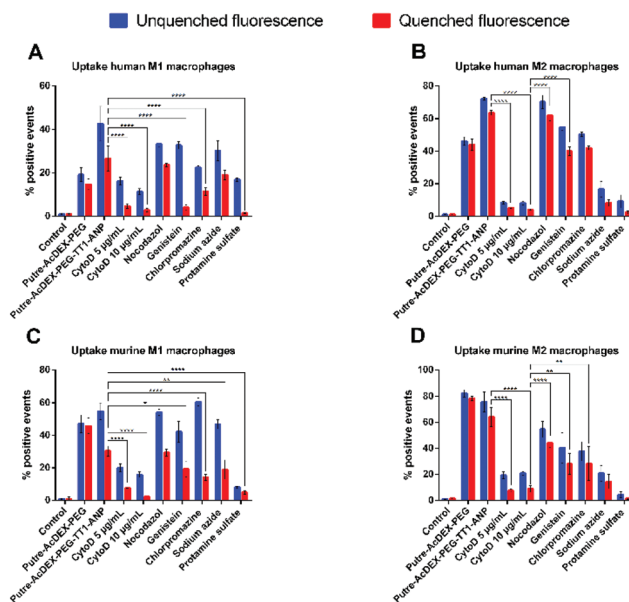 Unquenched fluorescence Quenched fluorescence
A
Uptake human M1 macrophages
% positive events
60
40
20
0
Control
Putre-AcDEX-PEG
Putre-AcDEX-PEG-TT1-ANP
CytoD 5 µg/mL
CytoD 10 µg/mL
Nocodazol
Genistein
Chlorpromazine
Sodium azide
Protamine sulfate
****
****
****
****
****
B
Uptake human M2 macrophages
% positive events
80
60
40
20
0
Control
Putre-AcDEX-PEG
Putre-AcDEX-PEG-TT1-ANP
CytoD 5 µg/mL
CytoD 10 µg/mL
Nocodazol
Genistein
Chlorpromazine
Sodium azide
Protamine sulfate
****
****
****
****
C
Uptake murine M1 macrophages
% positive events
80
60
40
20
0
Control
Putre-AcDEX-PEG
Putre-AcDEX-PEG-TT1-ANP
CytoD 5 µg/mL
CytoD 10 µg/mL
Nocodazol
Genistein
Chlorpromazine
Sodium azide
Protamine sulfate
****
**
****
*
****
****
D
Uptake murine M2 macrophages
% positive events
100
80
60
40
20
0
Control
Putre-AcDEX-PEG
Putre-AcDEX-PEG-TT1-ANP
CytoD 5 µg/mL
CytoD 10 µg/mL
Nocodazol
Genistein
Chlorpromazine
Sodium azide
Protamine sulfate
**
**
****
****
****